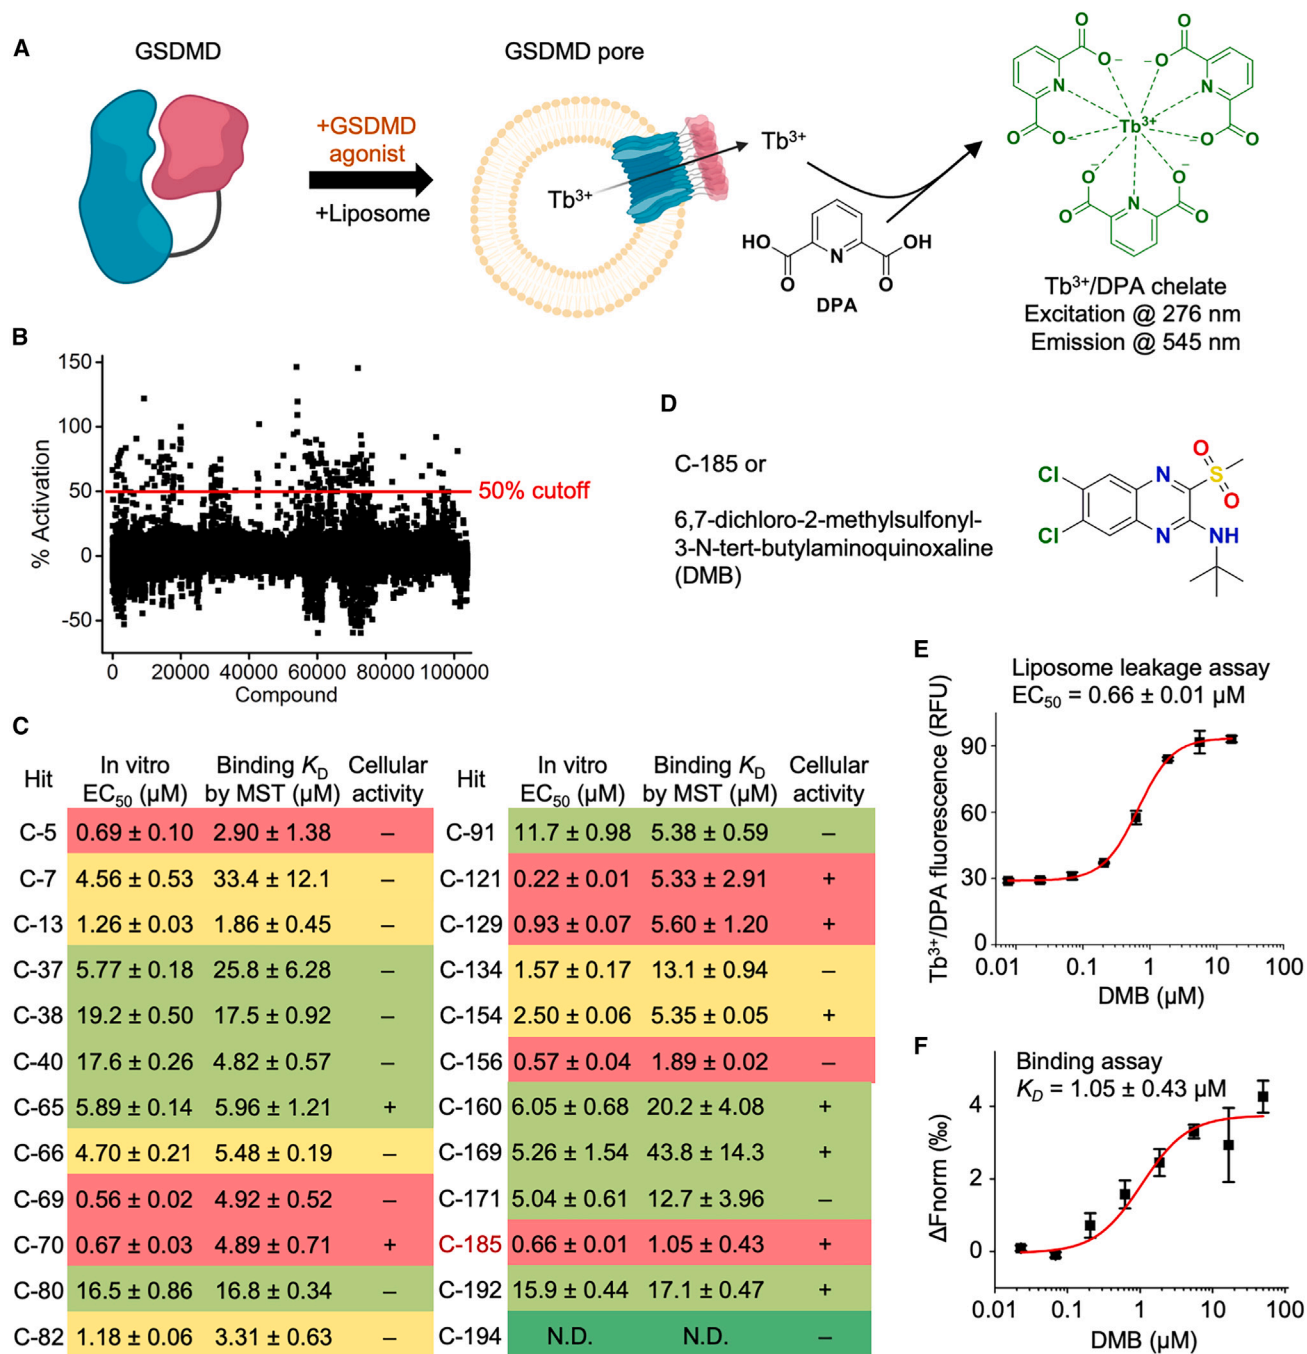 A
GSDMD
+GSDMD
agonist
+Liposome
GSDMD pore
Tb³⁺
Tb³⁺
HO
OH
N
O
O
DPA
O
O
O⁻
⁻O
N
N
O
O⁻
Tb³⁺
⁻O
O
O⁻
O⁻
N
O
O
Tb³⁺/DPA chelate
Excitation @ 276 nm
Emission @ 545 nm
B
% Activation
150
100
50
0
-50
50% cutoff
0 20000 40000 60000 80000 100000
Compound
D
C-185 or
6,7-dichloro-2-methylsulfonyl-
3-N-tert-butylaminoquinoxaline
(DMB)
Cl
Cl
N
N
O
S
O
NH
C
Hit In vitro EC₅₀ (µM) Binding K_D by MST (µM) Cellular activity
C-5 0.69 ± 0.10 2.90 ± 1.38 –
C-7 4.56 ± 0.53 33.4 ± 12.1 –
C-13 1.26 ± 0.03 1.86 ± 0.45 –
C-37 5.77 ± 0.18 25.8 ± 6.28 –
C-38 19.2 ± 0.50 17.5 ± 0.92 –
C-40 17.6 ± 0.26 4.82 ± 0.57 –
C-65 5.89 ± 0.14 5.96 ± 1.21 +
C-66 4.70 ± 0.21 5.48 ± 0.19 –
C-69 0.56 ± 0.02 4.92 ± 0.52 –
C-70 0.67 ± 0.03 4.89 ± 0.71 +
C-80 16.5 ± 0.86 16.8 ± 0.34 –
C-82 1.18 ± 0.06 3.31 ± 0.63 –
Hit In vitro EC₅₀ (µM) Binding K_D by MST (µM) Cellular activity
C-91 11.7 ± 0.98 5.38 ± 0.59 –
C-121 0.22 ± 0.01 5.33 ± 2.91 +
C-129 0.93 ± 0.07 5.60 ± 1.20 +
C-134 1.57 ± 0.17 13.1 ± 0.94 –
C-154 2.50 ± 0.06 5.35 ± 0.05 +
C-156 0.57 ± 0.04 1.89 ± 0.02 –
C-160 6.05 ± 0.68 20.2 ± 4.08 +
C-169 5.26 ± 1.54 43.8 ± 14.3 +
C-171 5.04 ± 0.61 12.7 ± 3.96 –
C-185 0.66 ± 0.01 1.05 ± 0.43 +
C-192 15.9 ± 0.44 17.1 ± 0.47 +
C-194 N.D. N.D. –
E
Liposome leakage assay
EC₅₀ = 0.66 ± 0.01 µM
Tb³⁺/DPA fluorescence (RFU)
90
60
30
0
0.01 0.1 1 10 100
DMB (µM)
F
Binding assay
K_D = 1.05 ± 0.43 µM
ΔFnorm (‰)
4
2
0
0.01 0.1 1 10 100
DMB (µM)